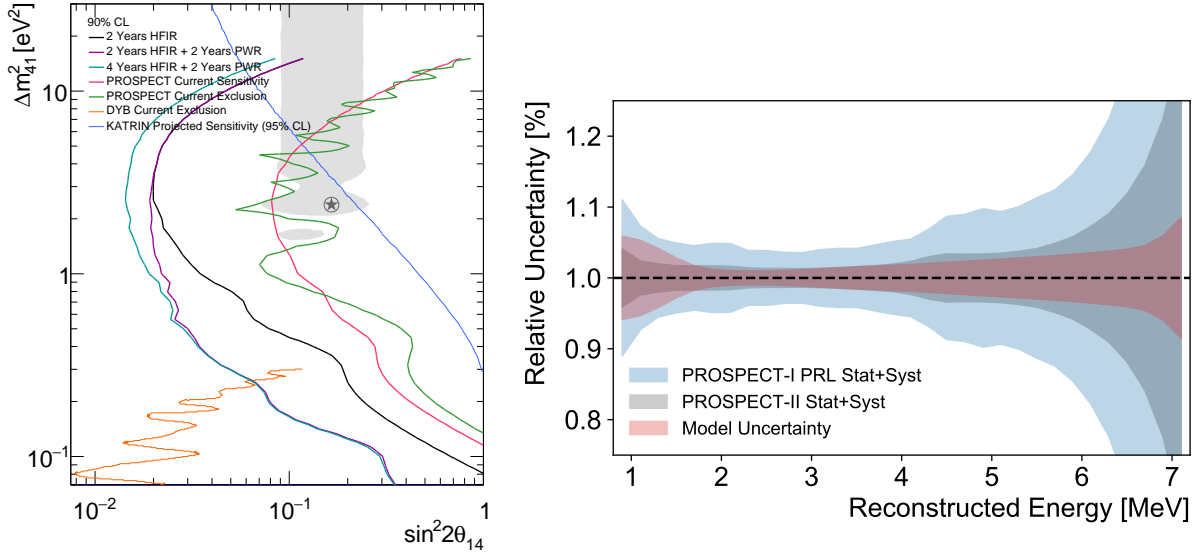 90% CL
2 Years HFIR
2 Years HFIR + 2 Years PWR
4 Years HFIR + 2 Years PWR
PROSPECT Current Sensitivity
PROSPECT Current Exclusion
DYB Current Exclusion
KATRIN Projected Sensitivity (95% CL)
Δm²₄₁ [eV²]
10
1
10⁻¹
10⁻² 10⁻¹ 1
sin²2θ₁₄
Relative Uncertainty [%]
1.2
1.1
1.0
0.9
0.8
PROSPECT-I PRL Stat+Syst
PROSPECT-II Stat+Syst
Model Uncertainty
1 2 3 4 5 6 7
Reconstructed Energy [MeV]